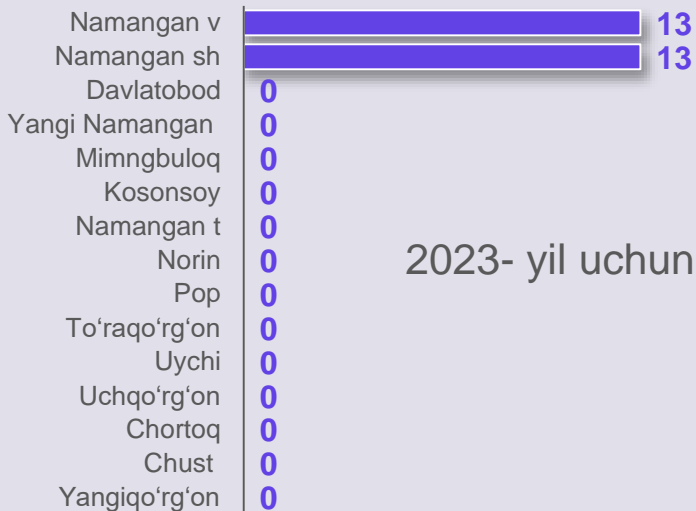 Namangan v 13
Namangan sh 13
Davlatobod 0
Yangi Namangan 0
Mimngbuloq 0
Kosonsoy 0
Namangan t 0
Norin 0
2023- yil uchun
Pop 0
To‘raqo‘rg‘on 0
Uychi 0
Uchqo‘rg‘on 0
Chortoq 0
Chust 0
Yangiqo‘rg‘on 0